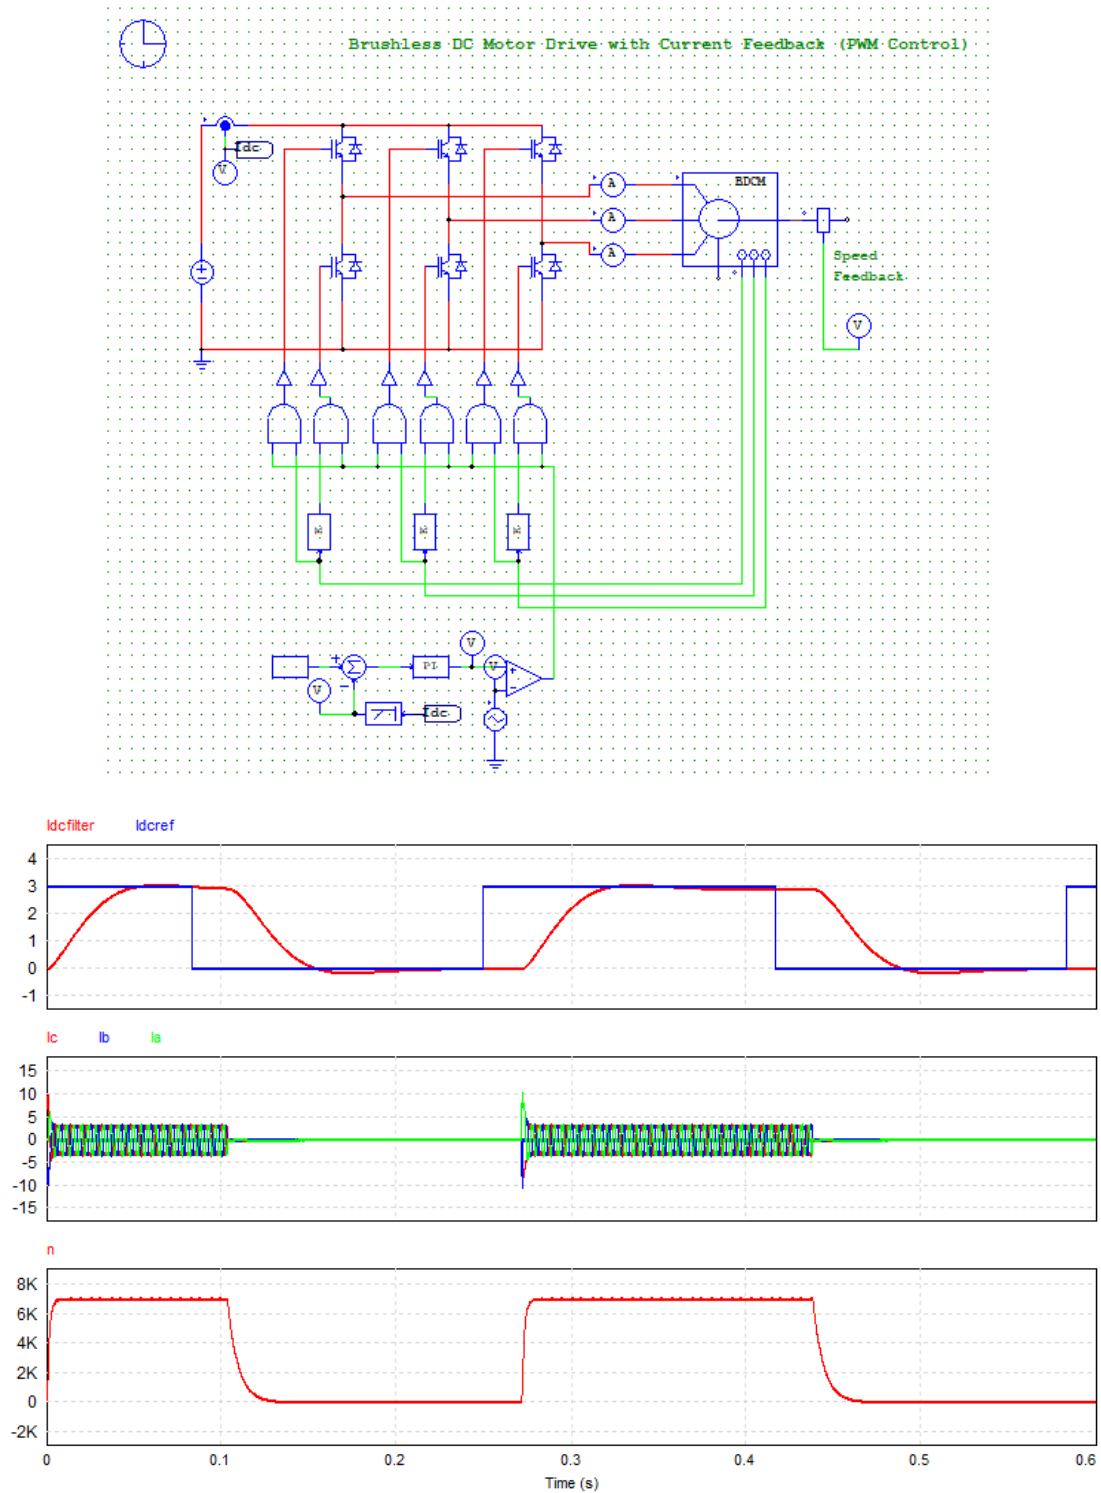 Brushless DC Motor Drive with Current Feedback (PWM Control)
Idc
V
A
BDCM
A
A
Speed
Feedback
V
K
K
K
V
PI
V
V
Idc
Idcfilter Idcref
4
3
2
1
0
-1
Ic Ib Ia
15
10
5
0
-5
-10
-15
n
8K
6K
4K
2K
0
-2K
0 0.1 0.2 0.3 0.4 0.5 0.6
Time (s)